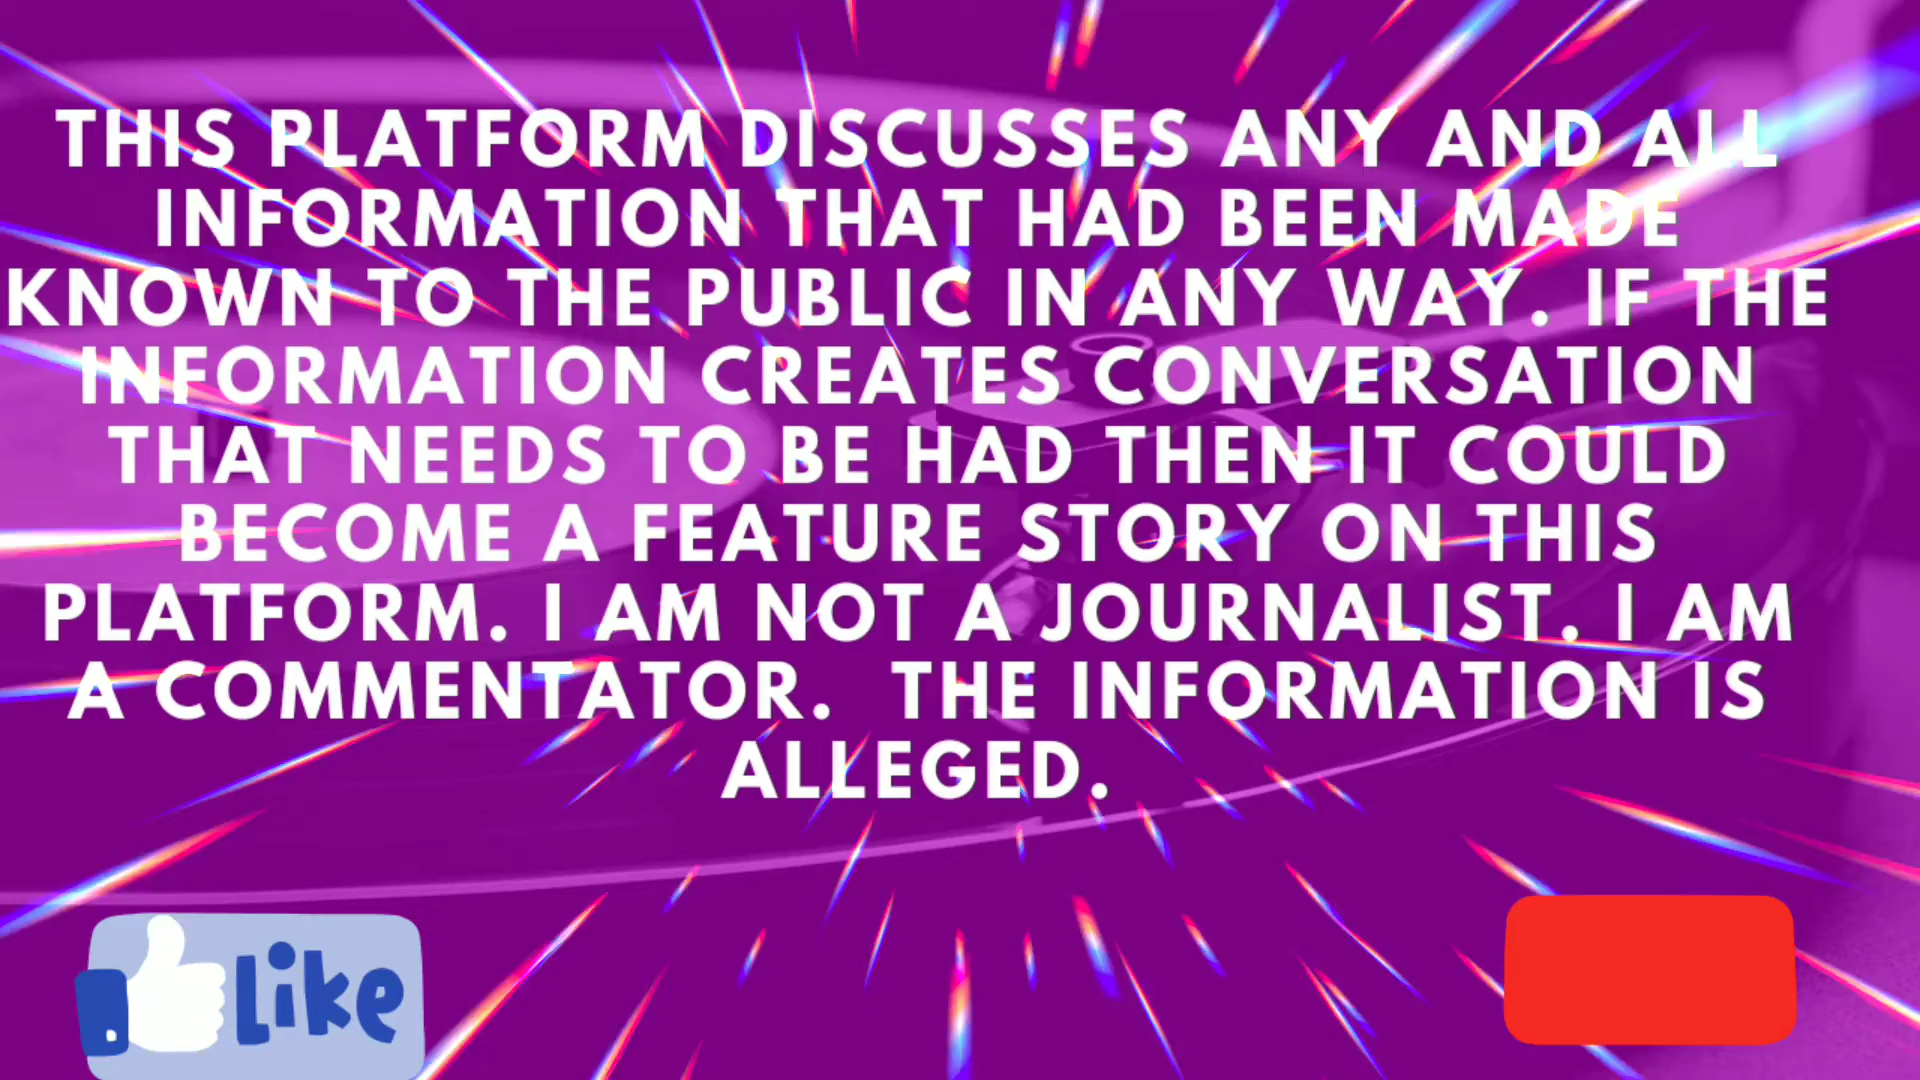 THIS PLATFORM DISCUSSES ANY AND ALL
INFORMATION THAT HAD BEEN MADE
KNOWN TO THE PUBLIC IN ANY WAY. IF THE
INFORMATION CREATES CONVERSATION
THAT NEEDS TO BE HAD THEN IT COULD
BECOME A FEATURE STORY ON THIS
PLATFORM. I AM NOT A JOURNALIST. I AM
A COMMENTATOR. THE INFORMATION IS
ALLEGED.
Like